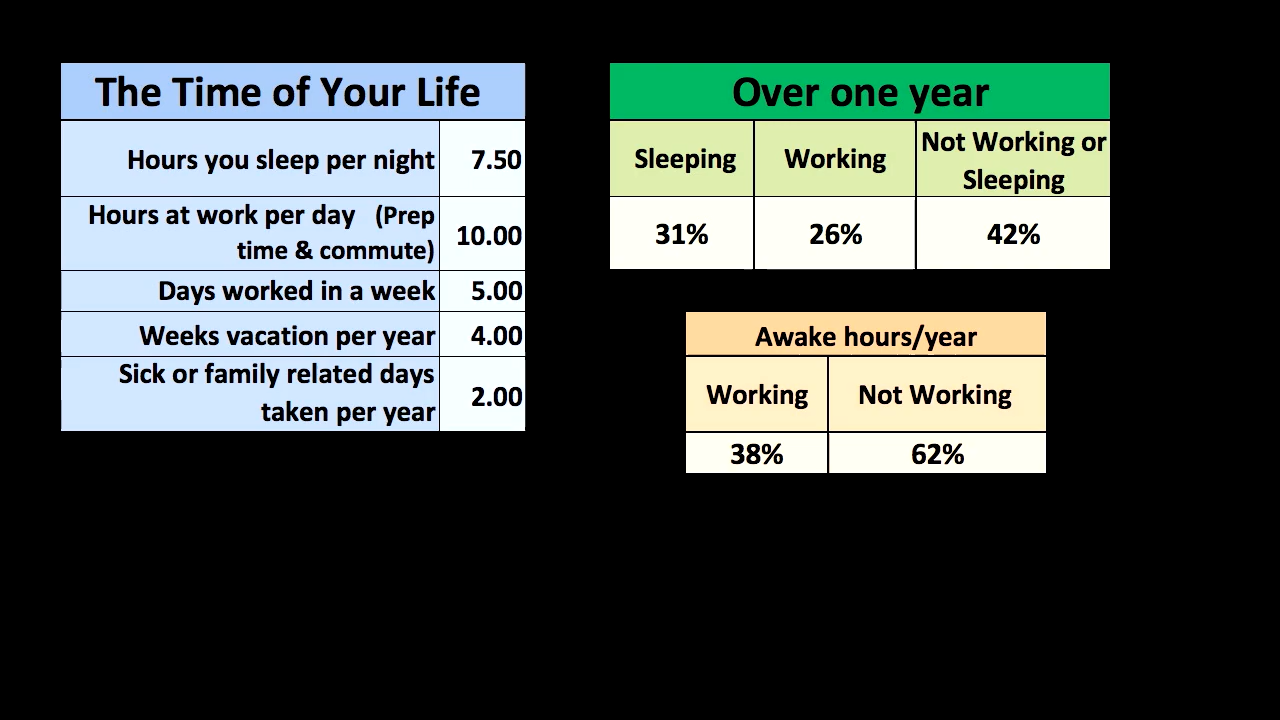 The Time of Your Life
Hours you sleep per night 7.50
Hours at work per day (Prep
time & commute) 10.00
Days worked in a week 5.00
Weeks vacation per year 4.00
Sick or family related days
taken per year 2.00
Over one year
Sleeping Working Not Working or
Sleeping
31% 26% 42%
Awake hours/year
Working Not Working
38% 62%